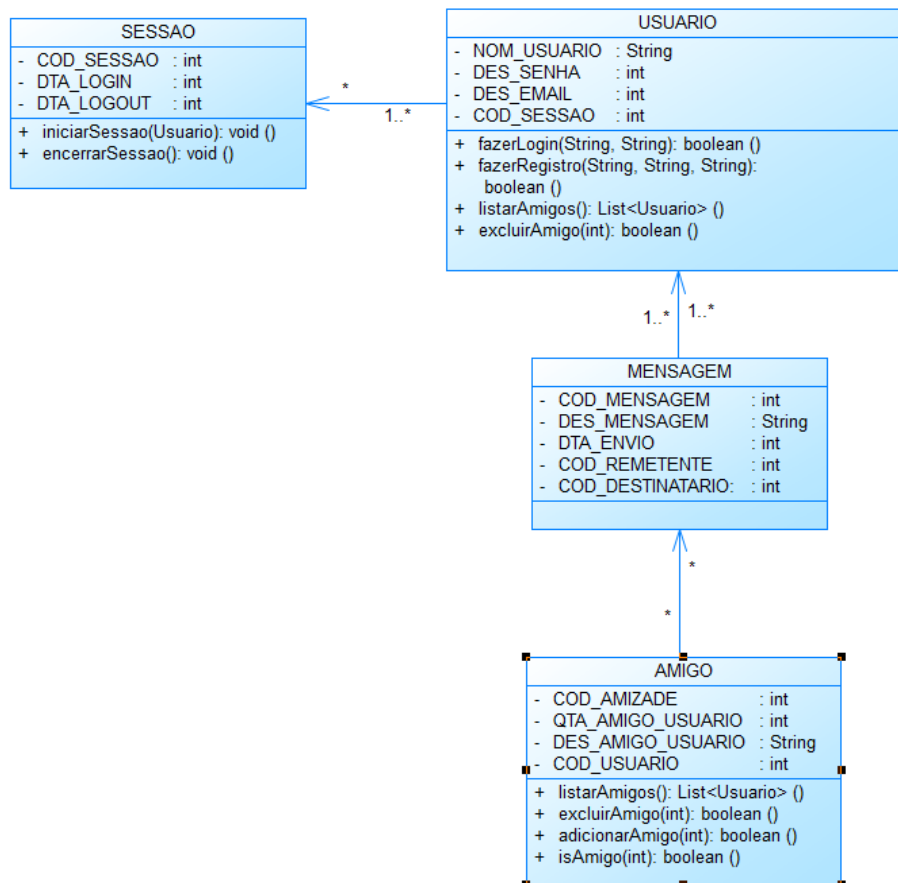 SESSAO
- COD_SESSAO : int
- DTA_LOGIN : int
- DTA_LOGOUT : int
+ iniciarSessao(Usuario): void ()
+ encerrarSessao(): void ()
*
1..*
USUARIO
- NOM_USUARIO : String
- DES_SENHA : int
- DES_EMAIL : int
- COD_SESSAO : int
+ fazerLogin(String, String): boolean ()
+ fazerRegistro(String, String, String):
boolean ()
+ listarAmigos(): List<Usuario> ()
+ excluirAmigo(int): boolean ()
1..*
1..*
MENSAGEM
- COD_MENSAGEM : int
- DES_MENSAGEM : String
- DTA_ENVIO : int
- COD_REMETENTE : int
- COD_DESTINATARIO: : int
*
*
AMIGO
- COD_AMIZADE : int
- QTA_AMIGO_USUARIO : int
- DES_AMIGO_USUARIO : String
- COD_USUARIO : int
+ listarAmigos(): List<Usuario> ()
+ excluirAmigo(int): boolean ()
+ adicionarAmigo(int): boolean ()
+ isAmigo(int): boolean ()